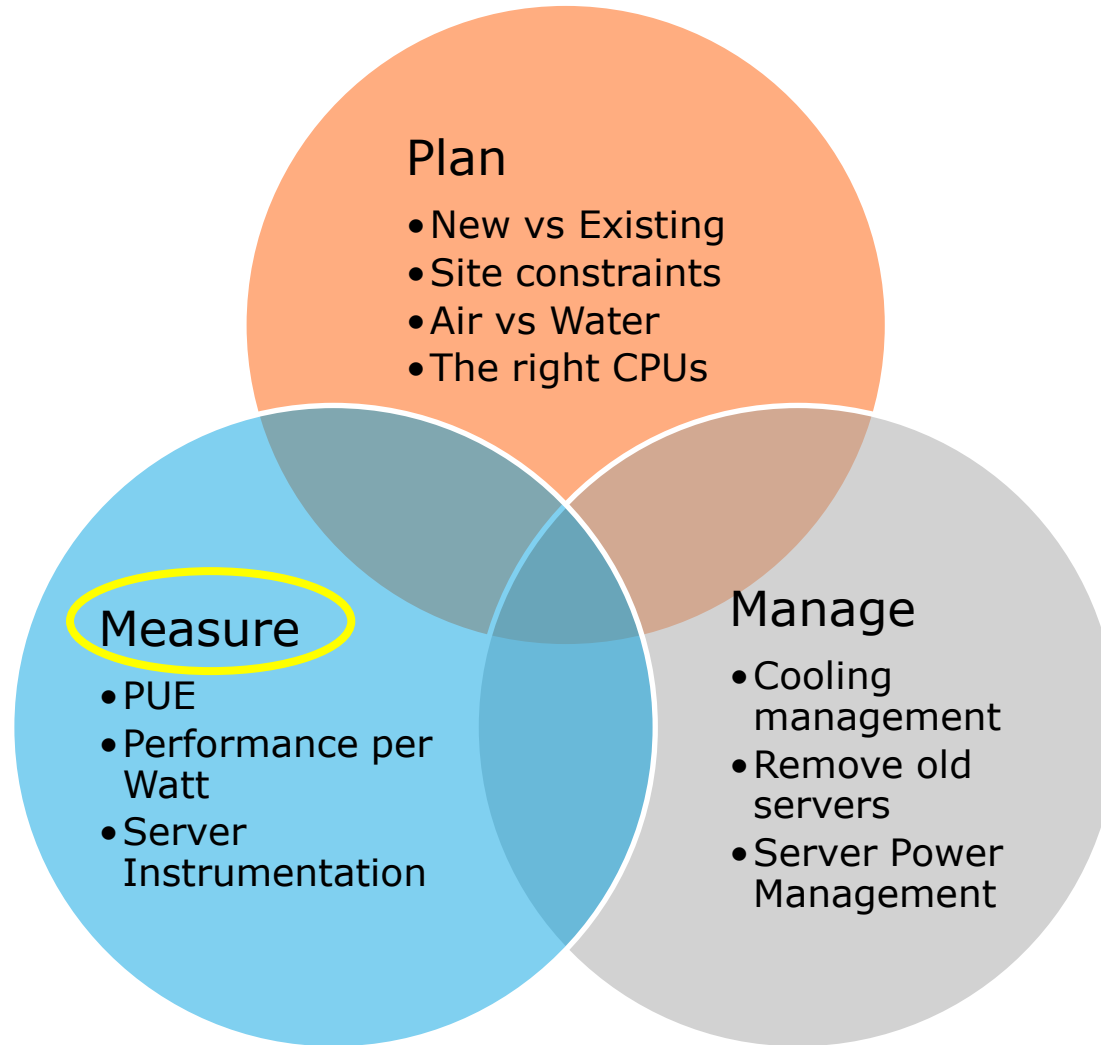 Plan
•New vs Existing
•Site constraints
•Air vs Water
•The right CPUs
Measure
•PUE
•Performance per
Watt
•Server
Instrumentation
Manage
•Cooling
management
•Remove old
servers
•Server Power
Management